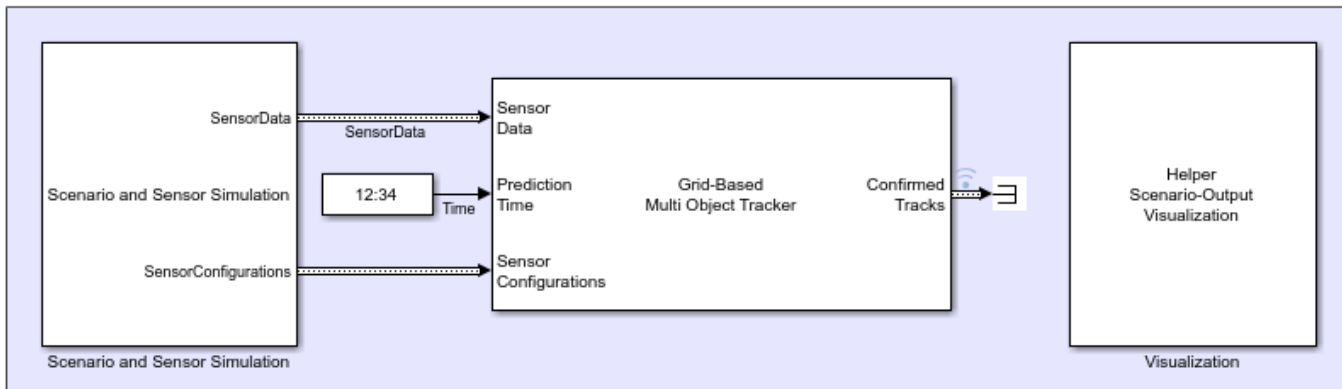 SensorData
Scenario and Sensor Simulation
SensorConfigurations
Scenario and Sensor Simulation
SensorData
12:34
Time
Sensor
Data
Prediction
Time
Sensor
Configurations
Grid-Based
Multi Object Tracker
Confirmed
Tracks
Helper
Scenario-Output
Visualization
Visualization